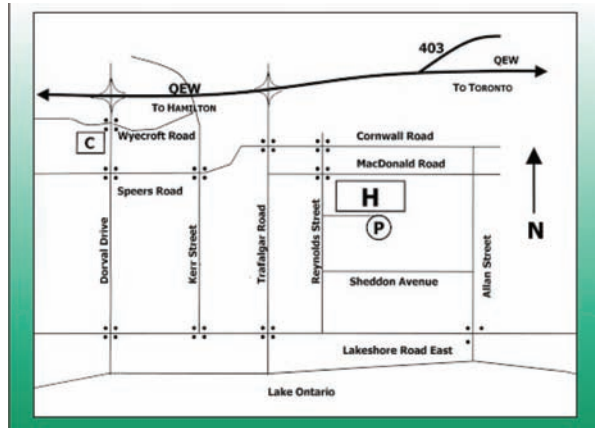 403
QEW
QEW
TO HAMILTON
TO TORONTO
Wyecroft Road
Cornwall Road
C
MacDonald Road
Speers Road
H
P
N
Dorval Drive
Kerr Street
Trafalgar Road
Reynolds Street
Allan Street
Sheddon Avenue
Lakeshore Road East
Lake Ontario